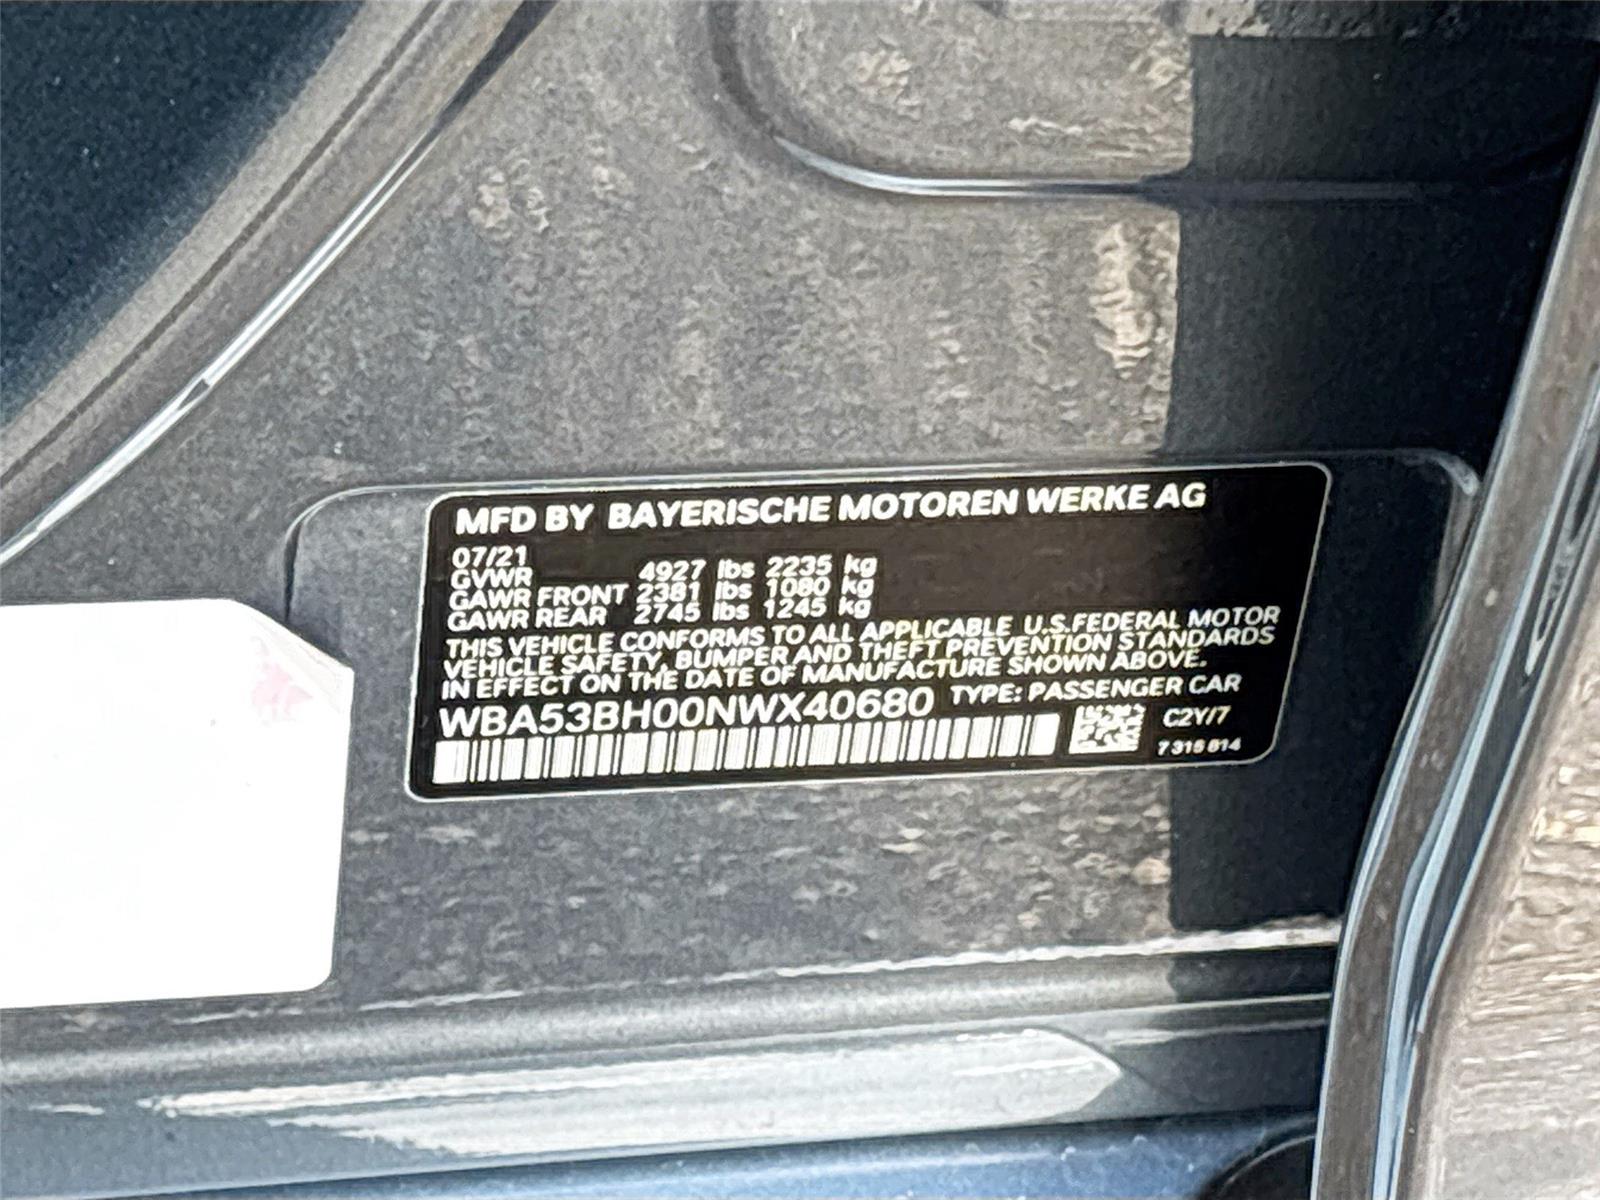 MFD BY BAYERISCHE MOTOREN WERKE AG
07/21
GVWR 4927 lbs 2235 kg
GAWR FRONT 2381 lbs 1080 kg
GAWR REAR 2745 lbs 1245 kg
THIS VEHICLE CONFORMS TO ALL APPLICABLE U.S.FEDERAL MOTOR
VEHICLE SAFETY, BUMPER AND THEFT PREVENTION STANDARDS
IN EFFECT ON THE DATE OF MANUFACTURE SHOWN ABOVE.
WBA53BH00NWX40680 TYPE: PASSENGER CAR
C2Y/7
7 315 814